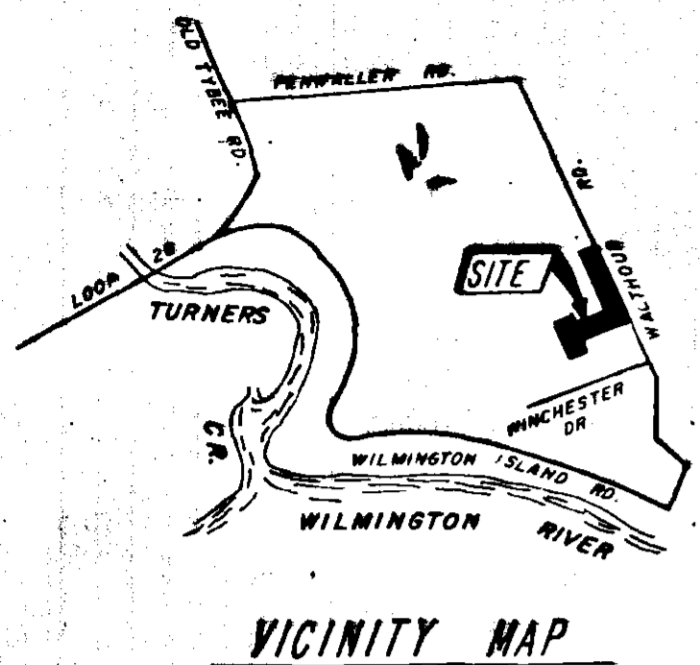 OLD TYBEE RD.
PENWALLER RD.
WALTHOUR RD.
LOOP 26
SITE
TURNERS CR.
WINCHESTER
DR
WILMINGTON ISLAND RD.
WILMINGTON RIVER
VICINITY MAP